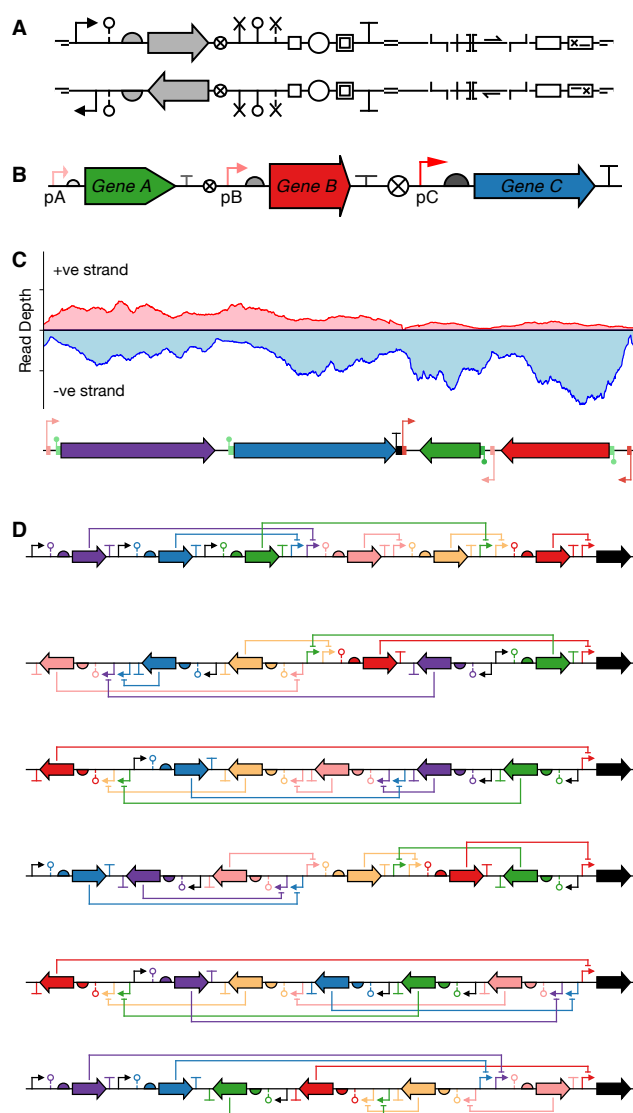 A
B
Gene A
Gene B
Gene C
pA
pB
pC
C
+ve strand
Read Depth
-ve strand
D